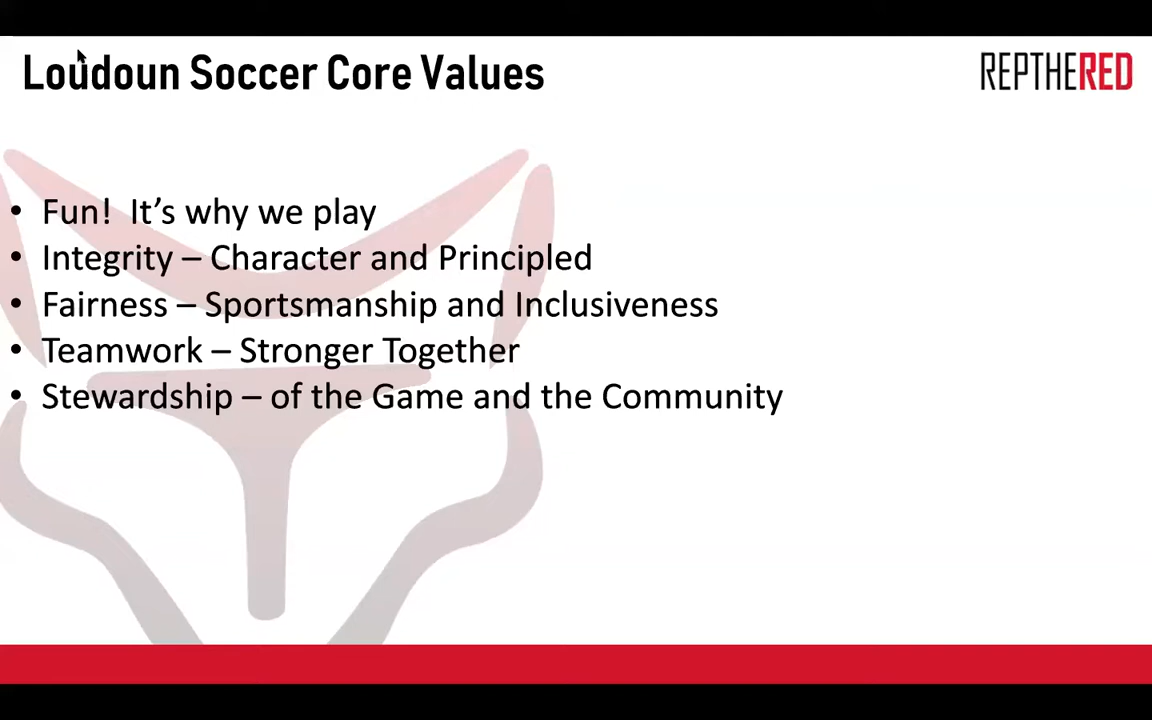 Loudoun Soccer Core Values
REPTHERED
• Fun!  It’s why we play
• Integrity – Character and Principled
• Fairness – Sportsmanship and Inclusiveness
• Teamwork – Stronger Together
• Stewardship – of the Game and the Community